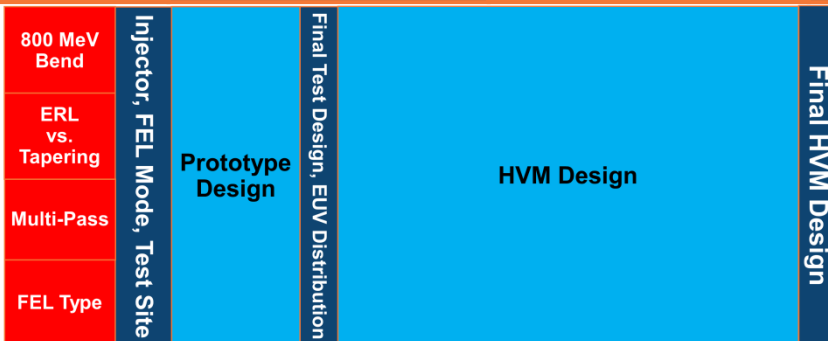 800 MeV
Bend
ERL
vs.
Tapering
Multi-Pass
FEL Type
Injector, FEL Mode, Test Site
Prototype
Design
Final Test Design, EUV Distribution
HVM Design
Final HVM Design